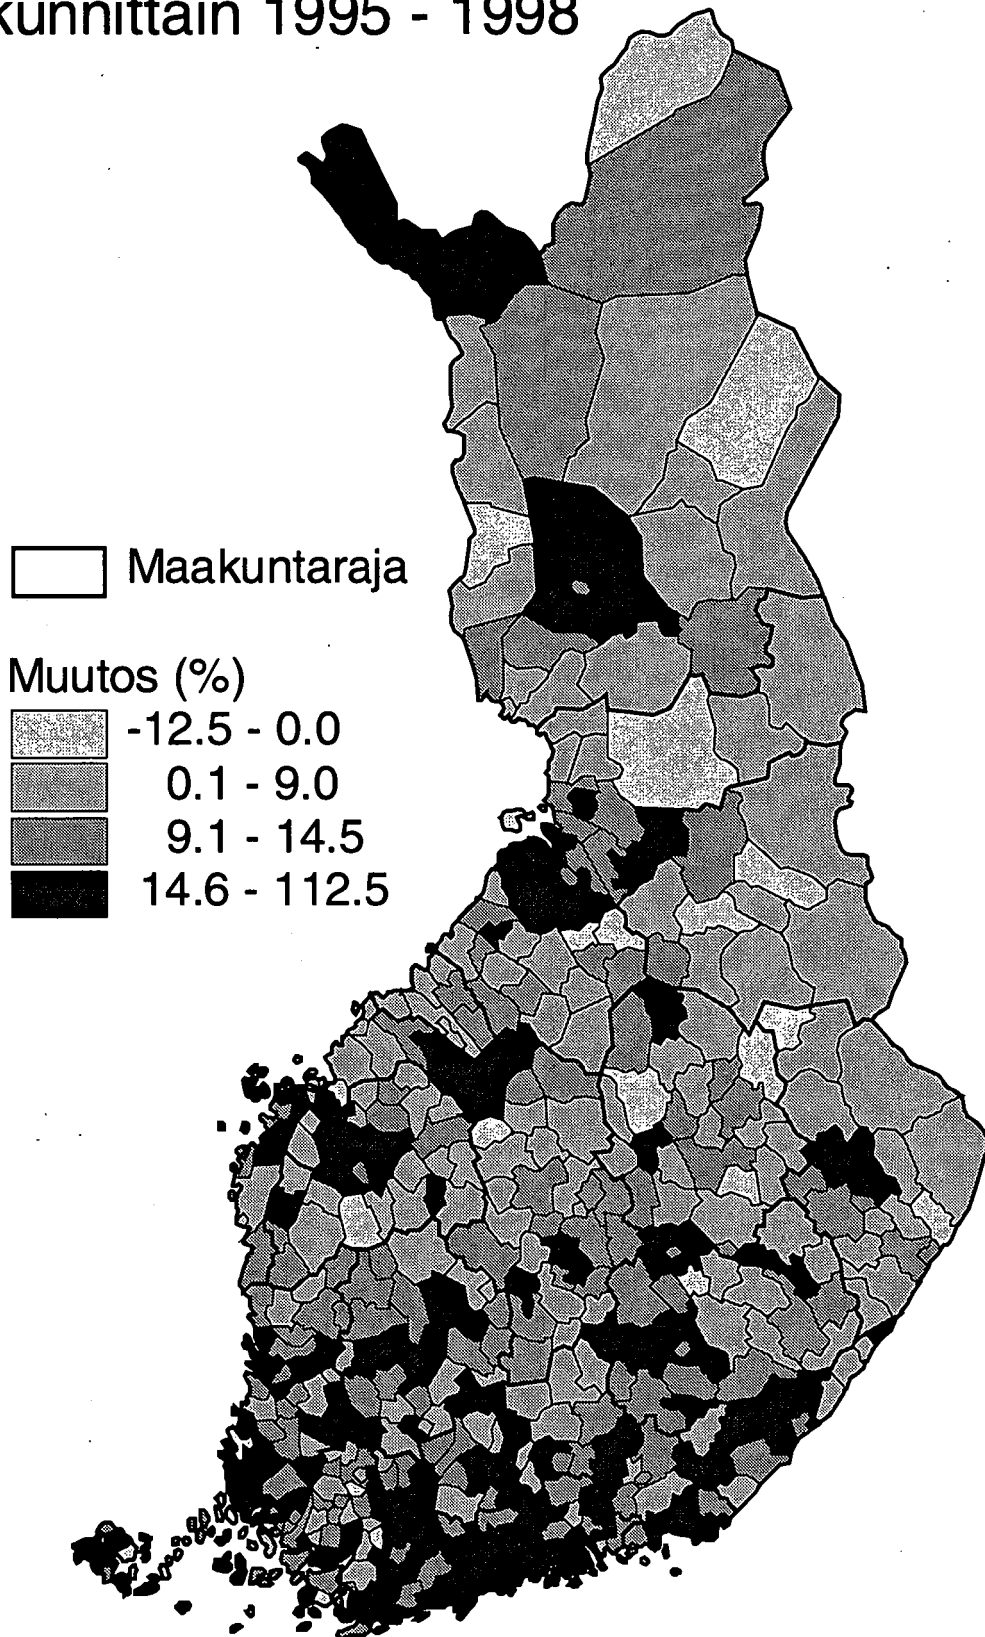 kunnittain 1995 - 1998
Maakuntaraja
Muutos (%)
-12.5 - 0.0
0.1 - 9.0
9.1 - 14.5
14.6 - 112.5